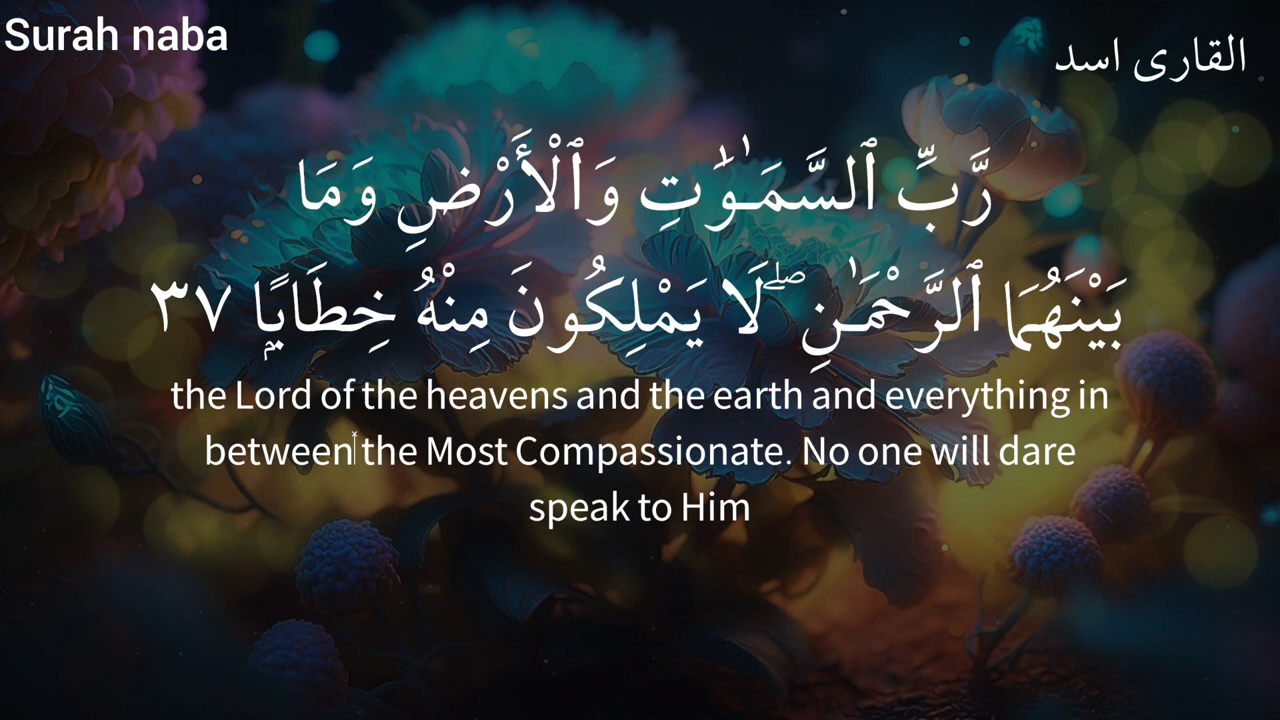 Surah naba
القارى اسد
رَّبِّ ٱلسَّمَـٰوَٰتِ وَٱلْأَرْضِ وَمَا
بَيْنَهُمَا ٱلرَّحْمَـٰنِ ۖ لَا يَمْلِكُونَ مِنْهُ خِطَابًۭا ٣٧
the Lord of the heavens and the earth and everything in
between the Most Compassionate. No one will dare
speak to Him